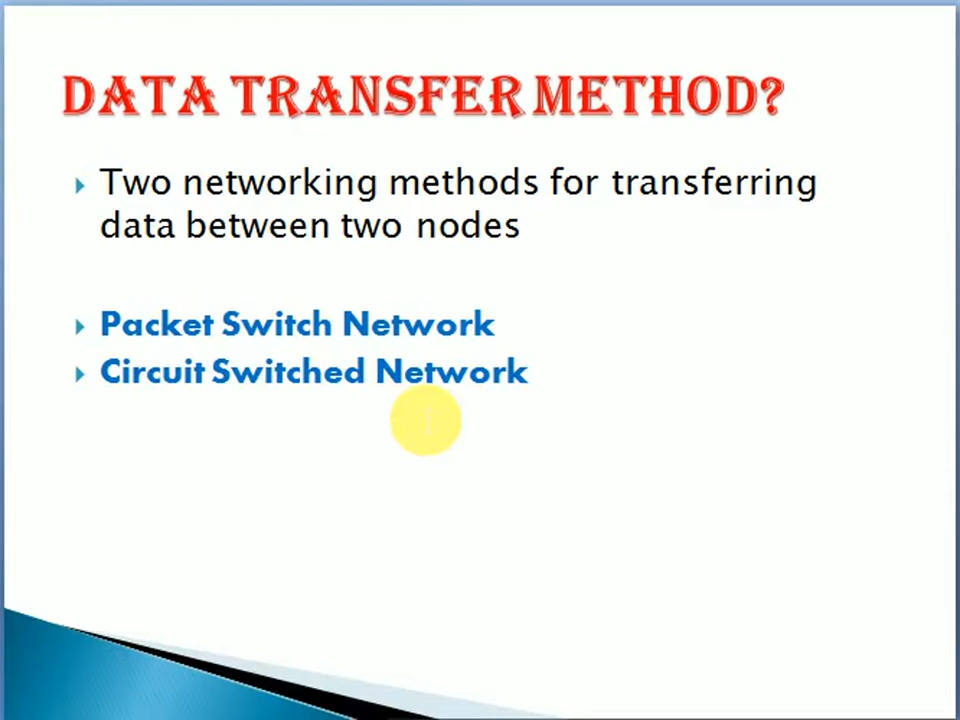 DATA TRANSFER METHOD?
Two networking methods for transferring
data between two nodes
Packet Switch Network
Circuit Switched Network